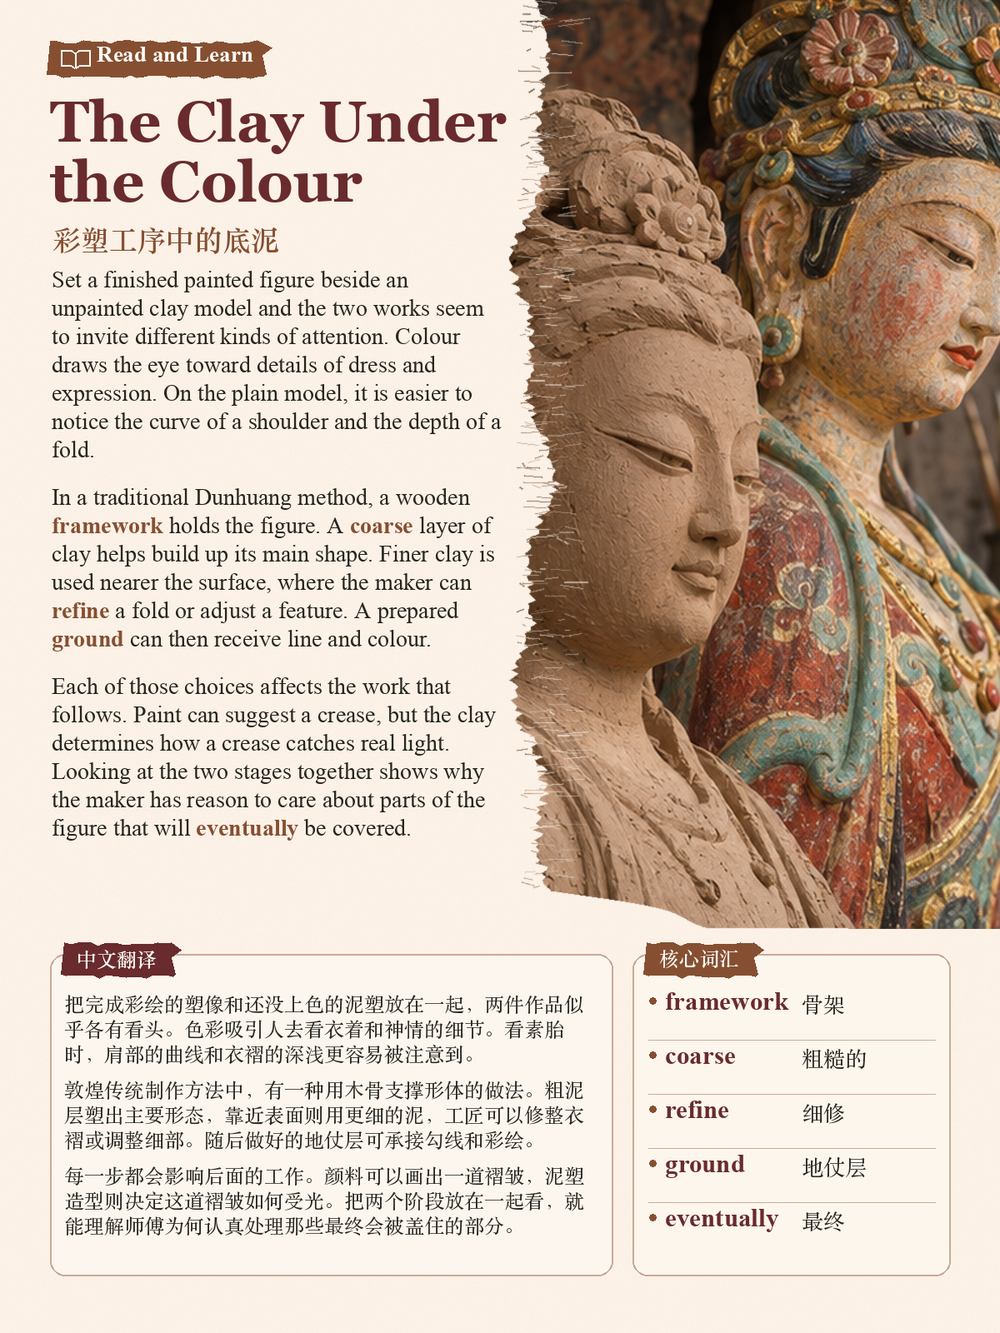 Read and Learn
The Clay Under
the Colour
彩塑工序中的底泥
Set a finished painted figure beside an
unpainted clay model and the two works seem
to invite different kinds of attention. Colour
draws the eye toward details of dress and
expression. On the plain model, it is easier to
notice the curve of a shoulder and the depth of a
fold.
In a traditional Dunhuang method, a wooden
framework holds the figure. A coarse layer of
clay helps build up its main shape. Finer clay is
used nearer the surface, where the maker can
refine a fold or adjust a feature. A prepared
ground can then receive line and colour.
Each of those choices affects the work that
follows. Paint can suggest a crease, but the clay
determines how a crease catches real light.
Looking at the two stages together shows why
the maker has reason to care about parts of the
figure that will eventually be covered.
中文翻译
把完成彩绘的塑像和还没上色的泥塑放在一起，两件作品似
乎各有看头。色彩吸引人去看衣着和神情的细节。看素胎
时，肩部的曲线和衣褶的深浅更容易被注意到。
敦煌传统制作方法中，有一种用木骨支撑形体的做法。粗泥
层塑出主要形态，靠近表面则用更细的泥，工匠可以修整衣
褶或调整细部。随后做好的地仗层可承接勾线和彩绘。
每一步都会影响后面的工作。颜料可以画出一道褶皱，泥塑
造型则决定这道褶皱如何受光。把两个阶段放在一起看，就
能理解师傅为何认真处理那些最终会被盖住的部分。
核心词汇
• framework 骨架
• coarse 粗糙的
• refine 细修
• ground 地仗层
• eventually 最终